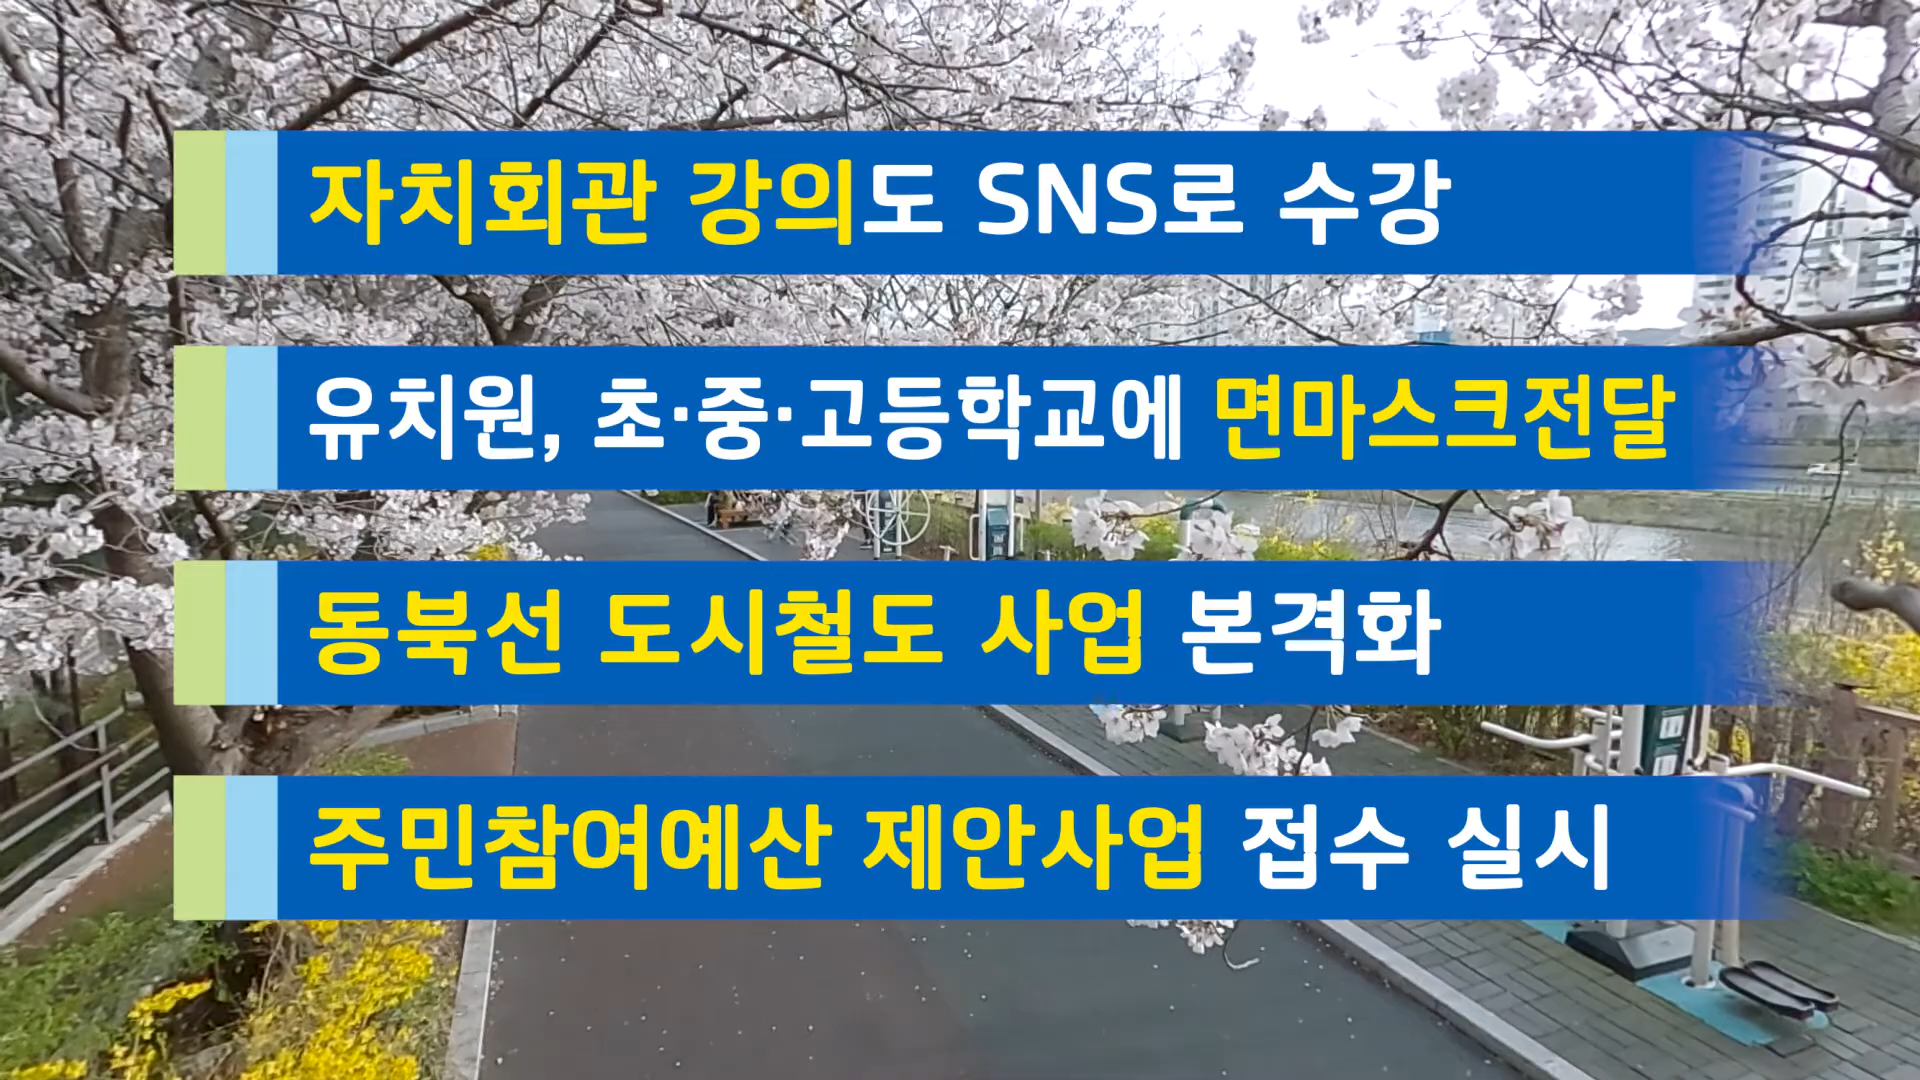 자치회관 강의도 SNS로 수강
유치원, 초·중·고등학교에 면마스크전달
동북선 도시철도 사업 본격화
주민참여예산 제안사업 접수 실시